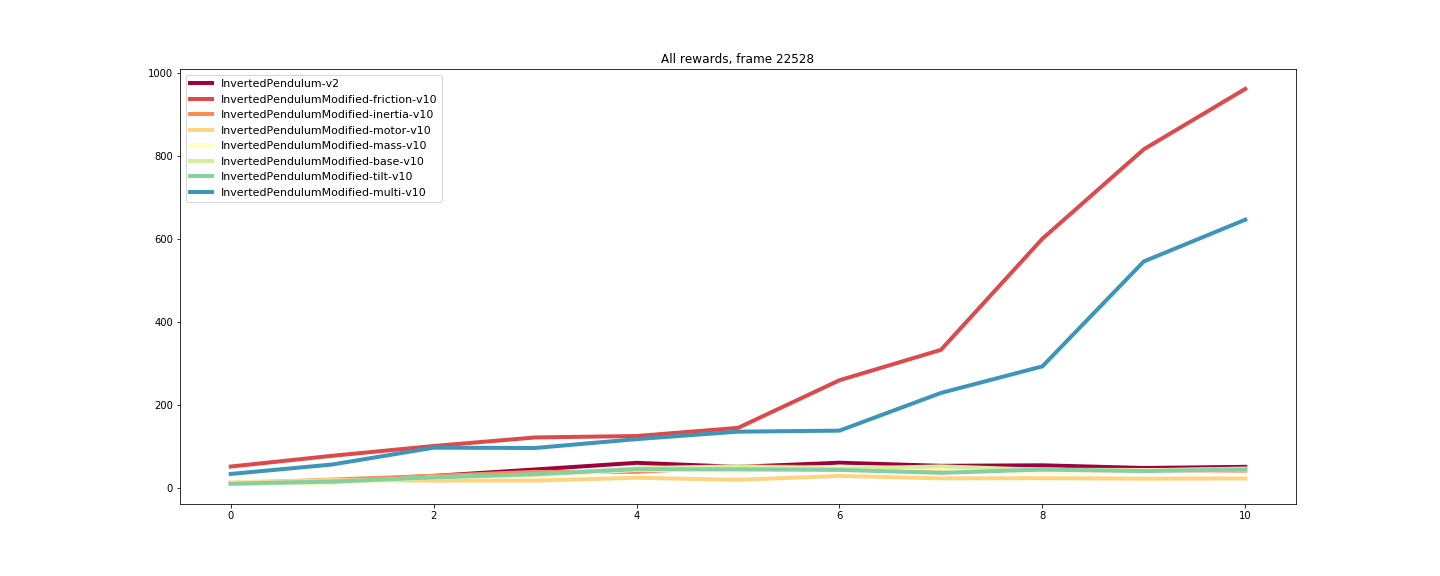 All rewards, frame 22528
1000
800
600
400
200
0
InvertedPendulum-v2
InvertedPendulumModified-friction-v10
InvertedPendulumModified-inertia-v10
InvertedPendulumModified-motor-v10
InvertedPendulumModified-mass-v10
InvertedPendulumModified-base-v10
InvertedPendulumModified-tilt-v10
InvertedPendulumModified-multi-v10
0 2 4 6 8 10